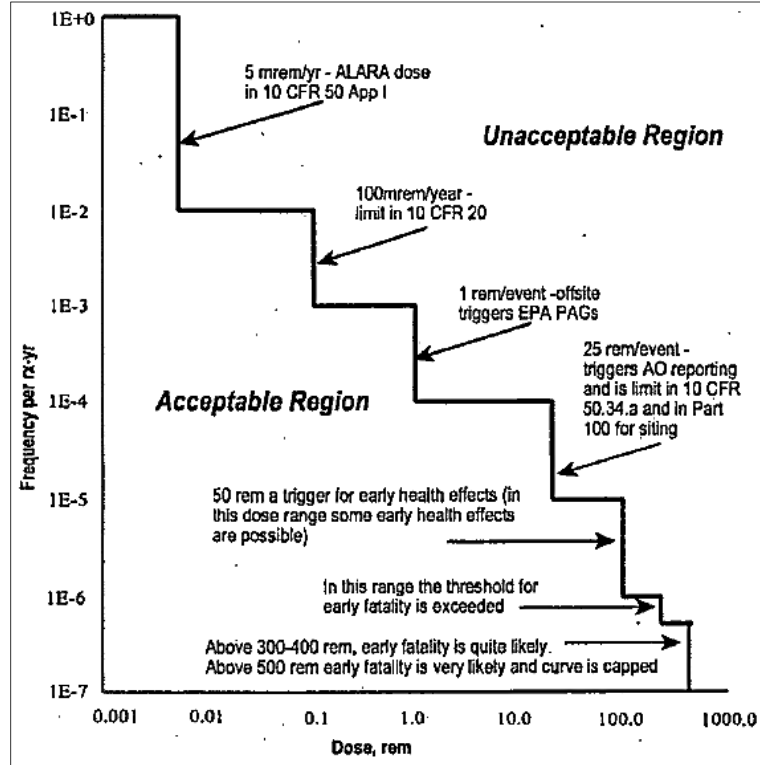 1E+0
5 mrem/yr - ALARA dose
in 10 CFR 50 App I
1E-1
Unacceptable Region
100mrem/year -
limit in 10 CFR 20
1E-2
1E-3
1 rem/event -offsite
triggers EPA PAGs
25 rem/event -
triggers AO reporting
and is limit in 10 CFR
50.34.a and in Part
100 for siting
Frequency per rx-yr
Acceptable Region
1E-4
50 rem a trigger for early health effects (in
this dose range some early health effects
are possible)
1E-5
In this range the threshold for
early fatality is exceeded
1E-6
Above 300-400 rem, early fatality is quite likely.
Above 500 rem early fatality is very likely and curve is capped
1E-7
0.001 0.01 0.1 1.0 10.0 100.0 1000.0
Dose, rem